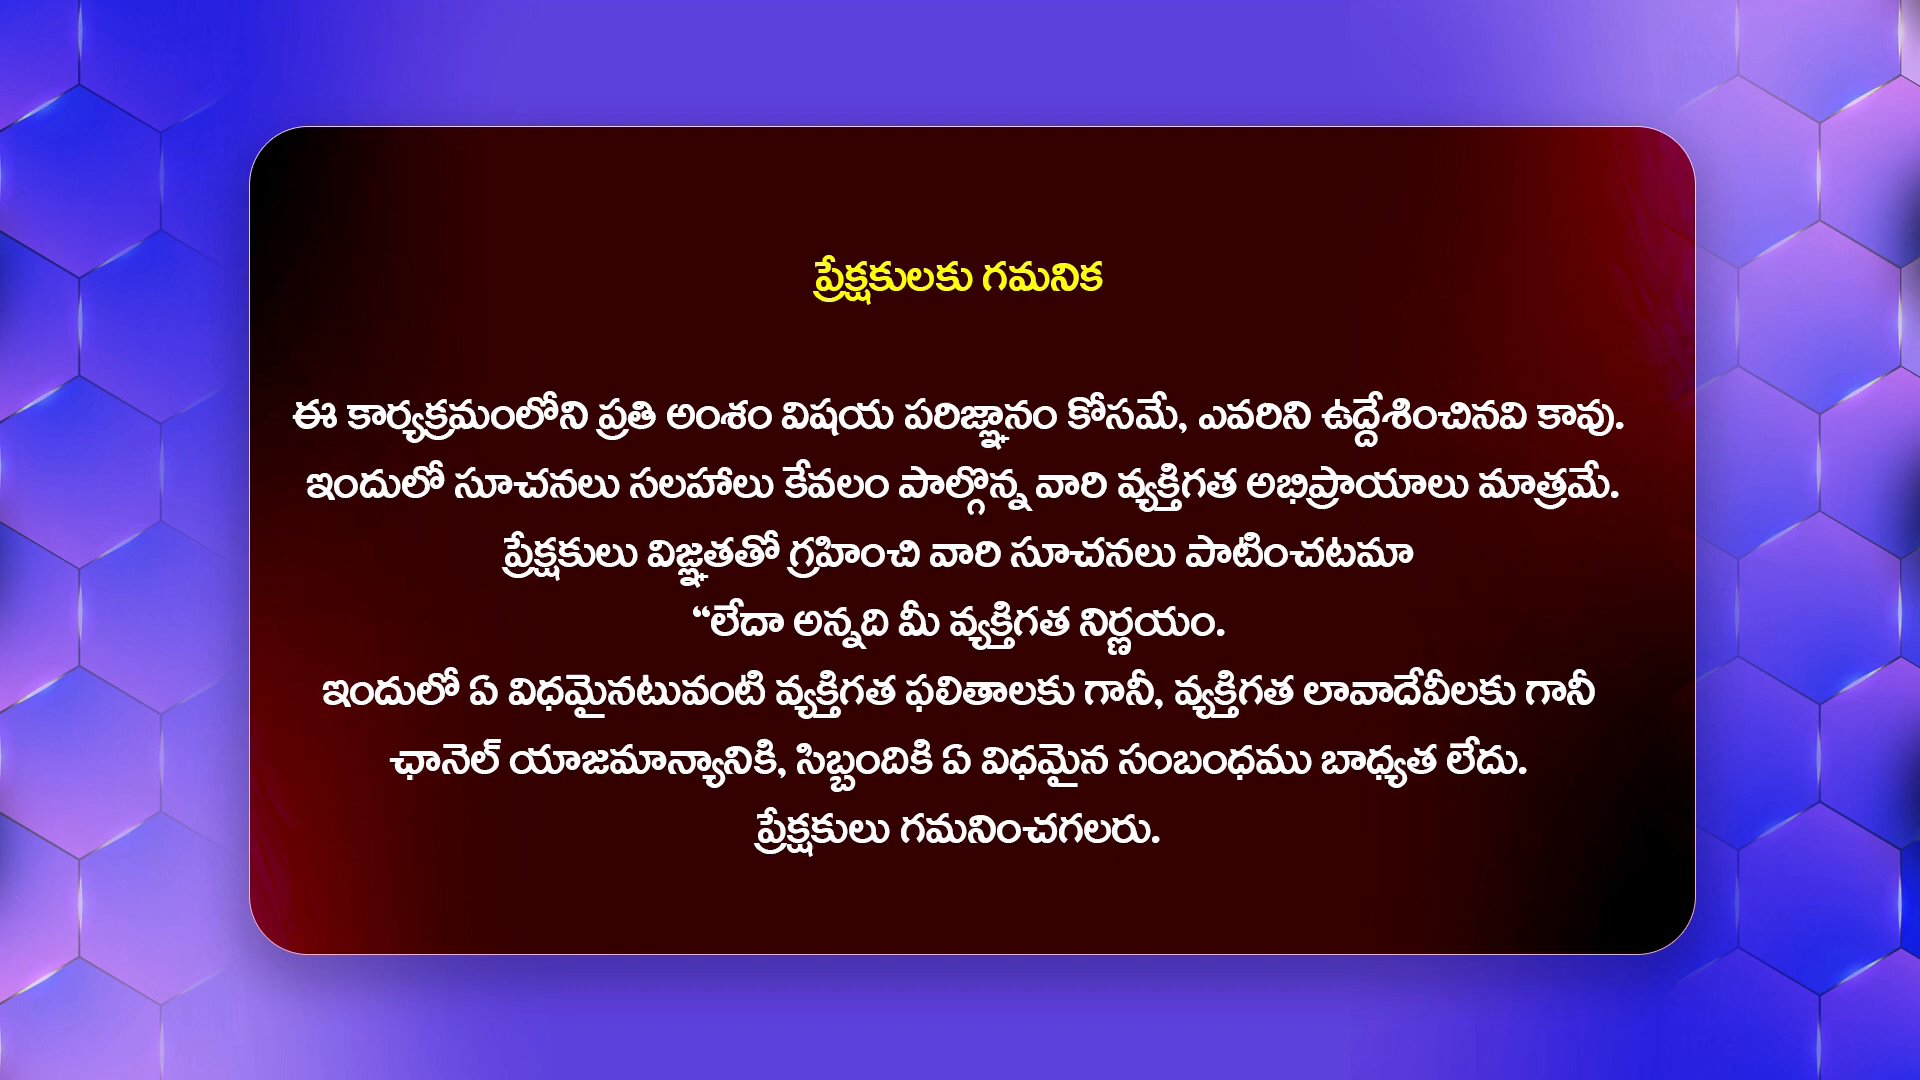 ప్రేక్షకులకు గమనిక
ఈ కార్యక్రమంలోని ప్రతి అంశం విషయ పరిజ్ఞానం కోసమే, ఎవరిని ఉద్దేశించినవి కావు.
ఇందులో సూచనలు సలహాలు కేవలం పాల్గొన్న వారి వ్యక్తిగత అభిప్రాయాలు మాత్రమే.
ప్రేక్షకులు విజ్ఞతతో గ్రహించి వారి సూచనలు పాటించటమా
“లేదా అన్నది మీ వ్యక్తిగత నిర్ణయం.
ఇందులో ఏ విధమైనటువంటి వ్యక్తిగత ఫలితాలకు గానీ, వ్యక్తిగత లావాదేవీలకు గానీ
ఛానెల్ యాజమాన్యానికి, సిబ్బందికి ఏ విధమైన సంబంధము బాధ్యత లేదు.
ప్రేక్షకులు గమనించగలరు.